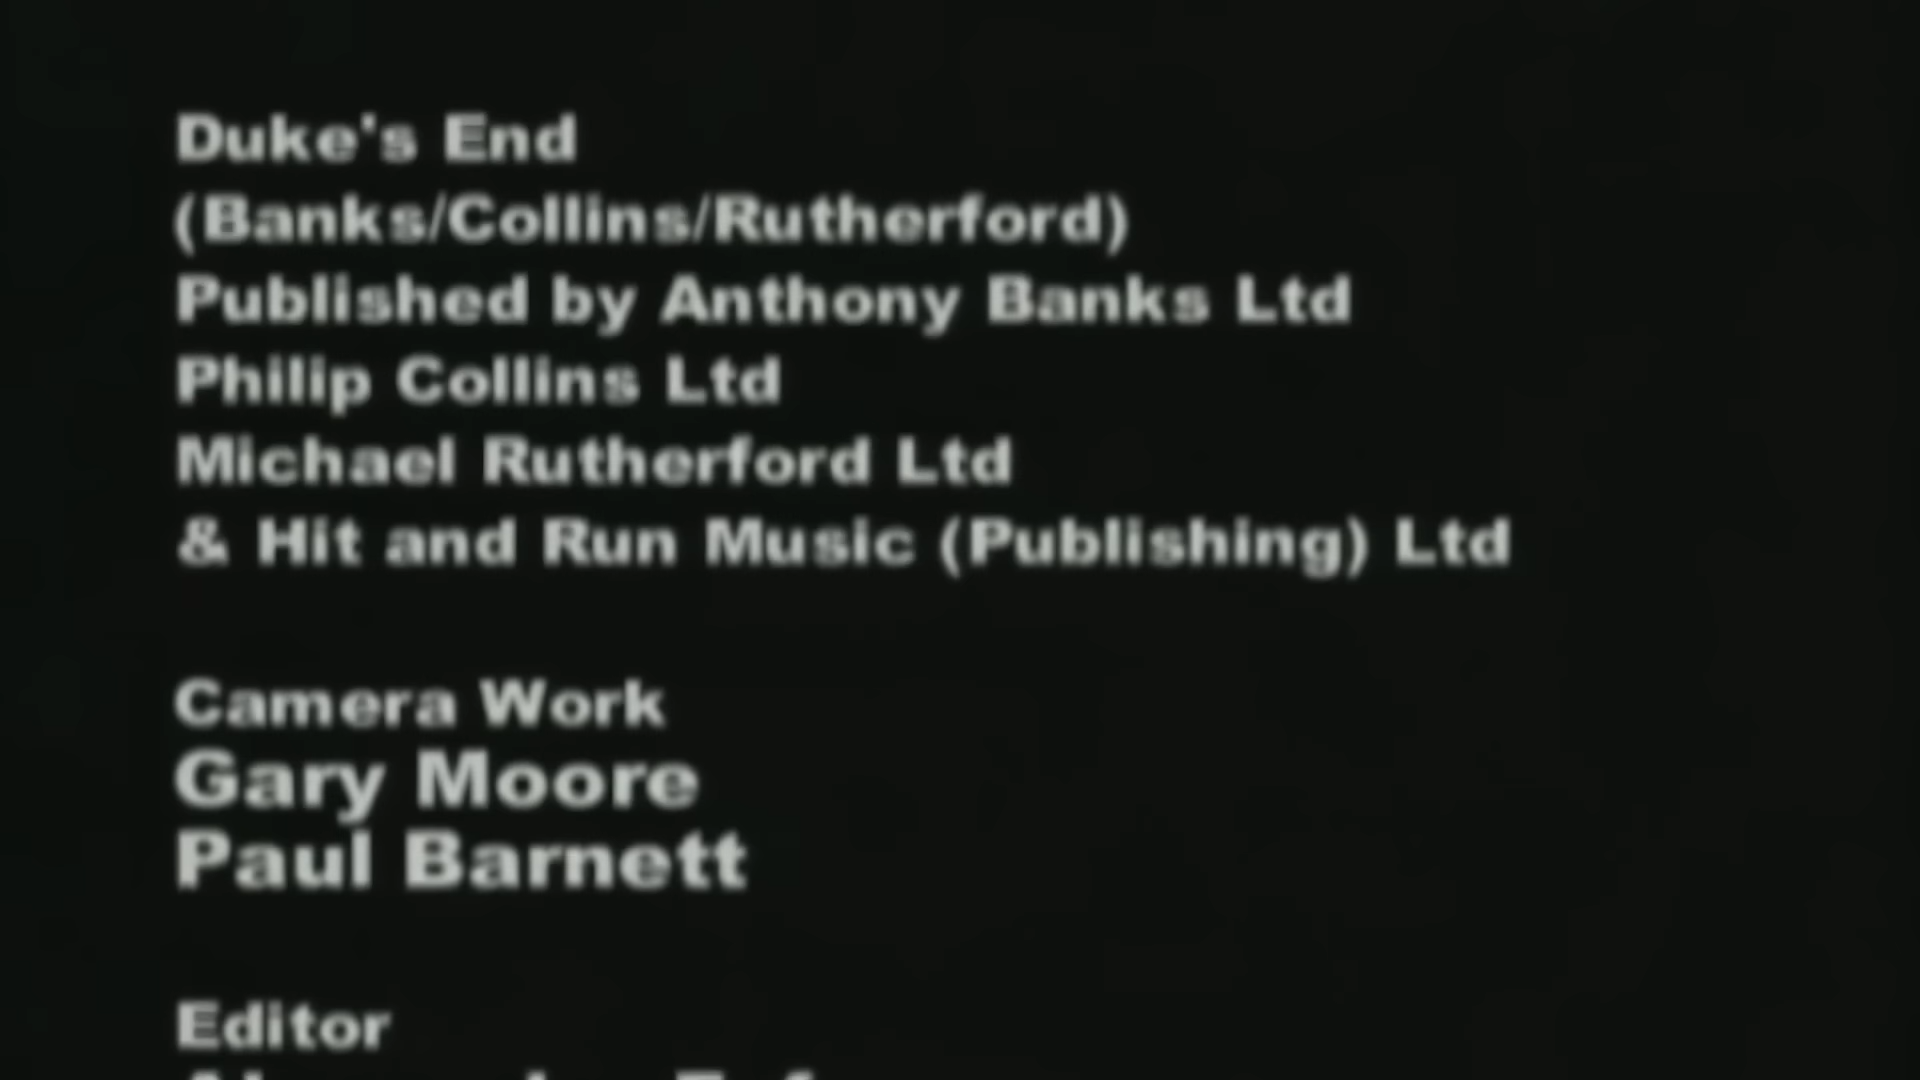 Duke's End
(Banks/Collins/Rutherford)
Published by Anthony Banks Ltd
Philip Collins Ltd
Michael Rutherford Ltd
& Hit and Run Music (Publishing) Ltd
Camera Work
Gary Moore
Paul Barnett
Editor